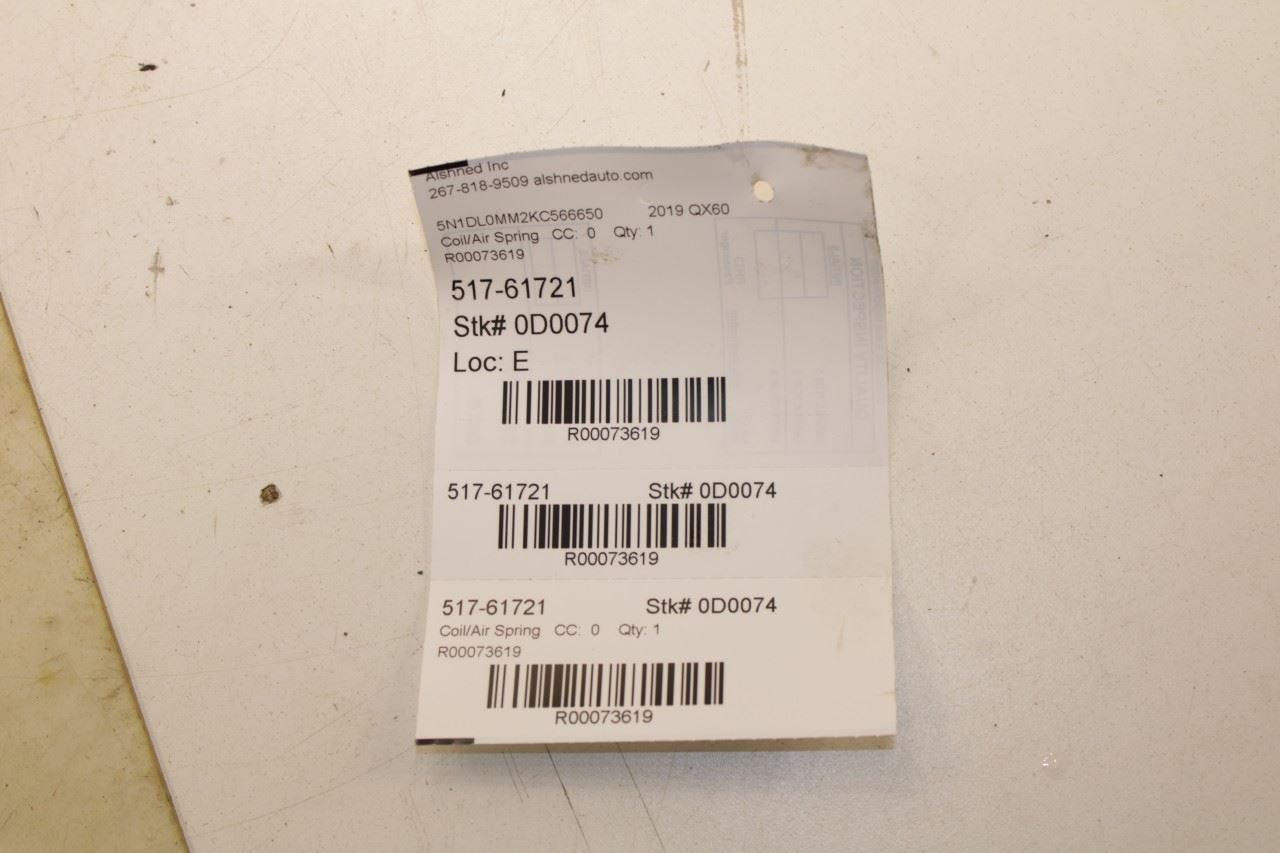 Alshned Inc
267-818-9509 alshnedauto.com
5N1DL0MM2KC566650 2019 QX60
Coil/Air Spring CC: 0 Qty: 1
R00073619
517-61721
Stk# 0D0074
Loc: E
R00073619
517-61721 Stk# 0D0074
R00073619
517-61721 Stk# 0D0074
Coil/Air Spring CC: 0 Qty: 1
R00073619
R00073619
QUALITY INSPECTION